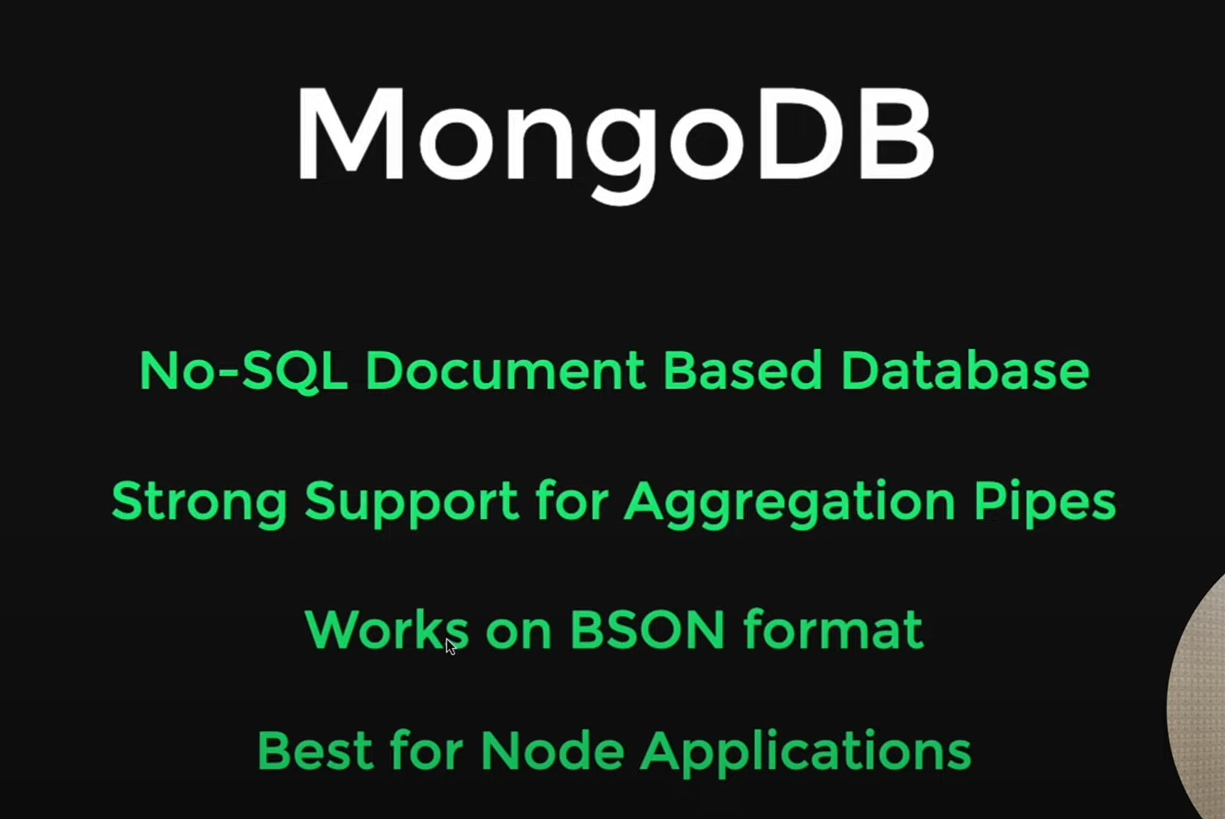 MongoDB
No-SQL Document Based Database
Strong Support for Aggregation Pipes
Works on BSON format
Best for Node Applications